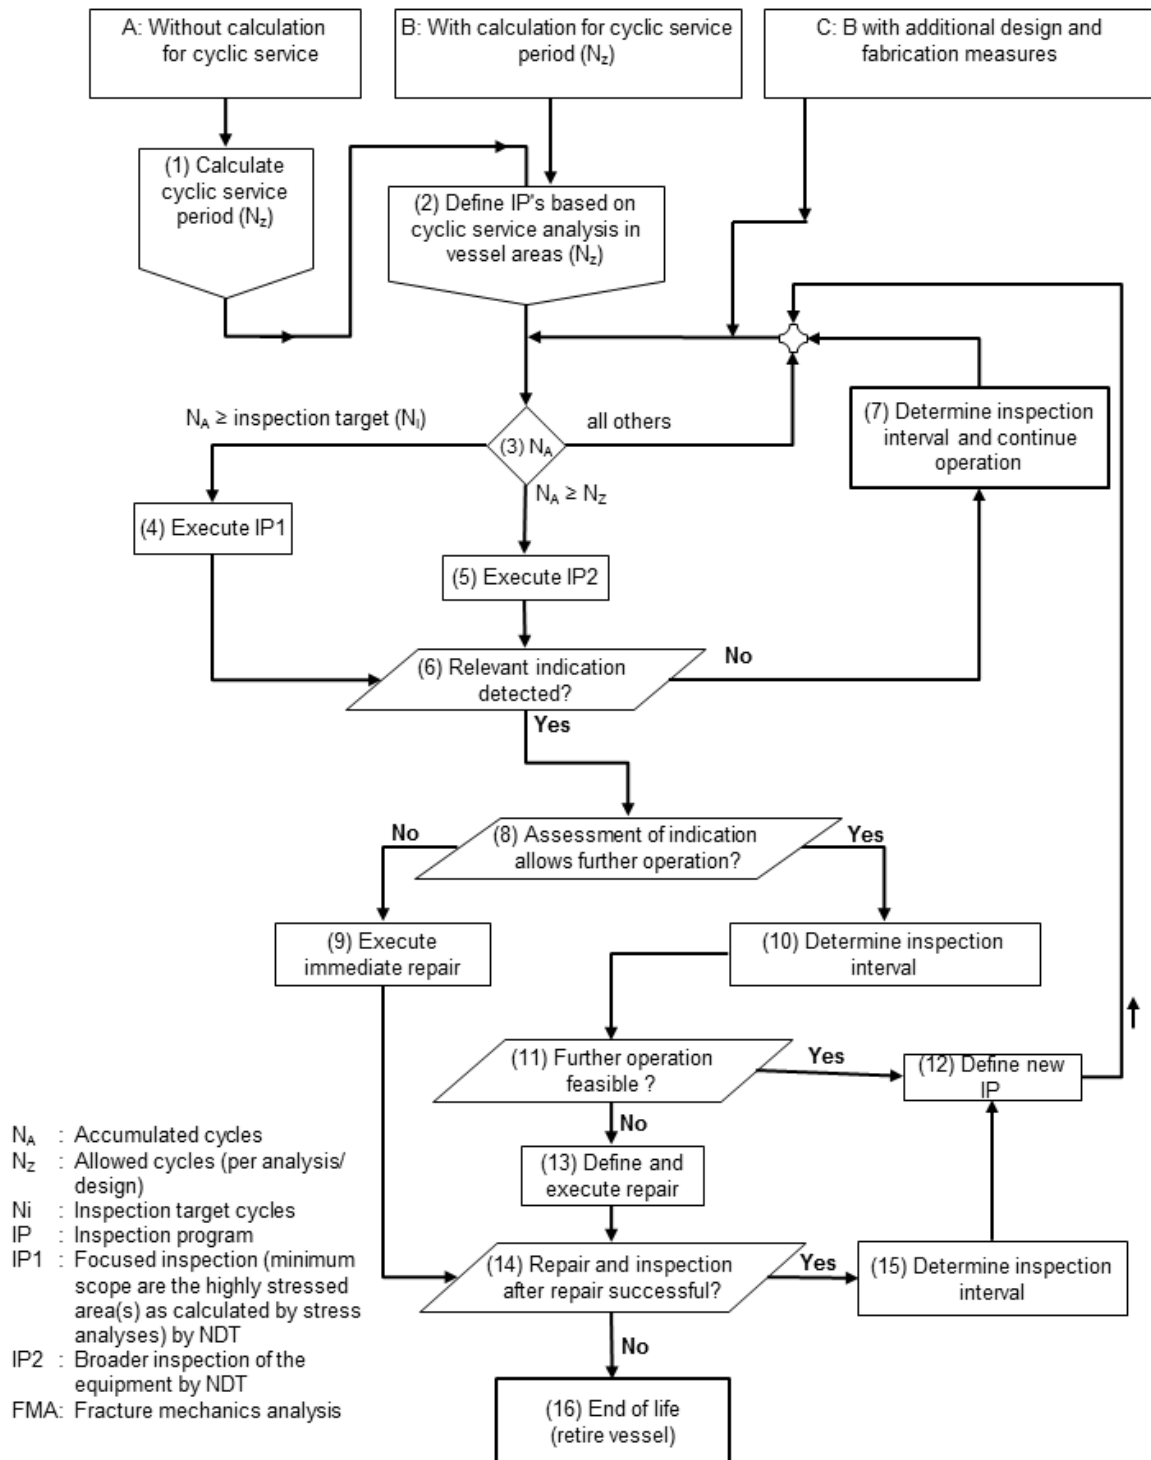 A: Without calculation
for cyclic service
B: With calculation for cyclic service
period (Nz)
C: B with additional design and
fabrication measures
(1) Calculate
cyclic service
period (Nz)
(2) Define IP's based on
cyclic service analysis in
vessel areas (Nz)
NA ≥ inspection target (NI)
(3) NA
all others
NA ≥ NZ
(7) Determine inspection
interval and continue
operation
(4) Execute IP1
(5) Execute IP2
(6) Relevant indication
detected?
No
Yes
(8) Assessment of indication
allows further operation?
No
Yes
(9) Execute
immediate repair
(10) Determine inspection
interval
(11) Further operation
feasible ?
Yes
(12) Define new
IP
No
(13) Define and
execute repair
(14) Repair and inspection
after repair successful?
Yes
(15) Determine inspection
interval
No
(16) End of life
(retire vessel)
NA : Accumulated cycles
NZ : Allowed cycles (per analysis/
design)
Ni : Inspection target cycles
IP : Inspection program
IP1 : Focused inspection (minimum
scope are the highly stressed
area(s) as calculated by stress
analyses) by NDT
IP2 : Broader inspection of the
equipment by NDT
FMA: Fracture mechanics analysis